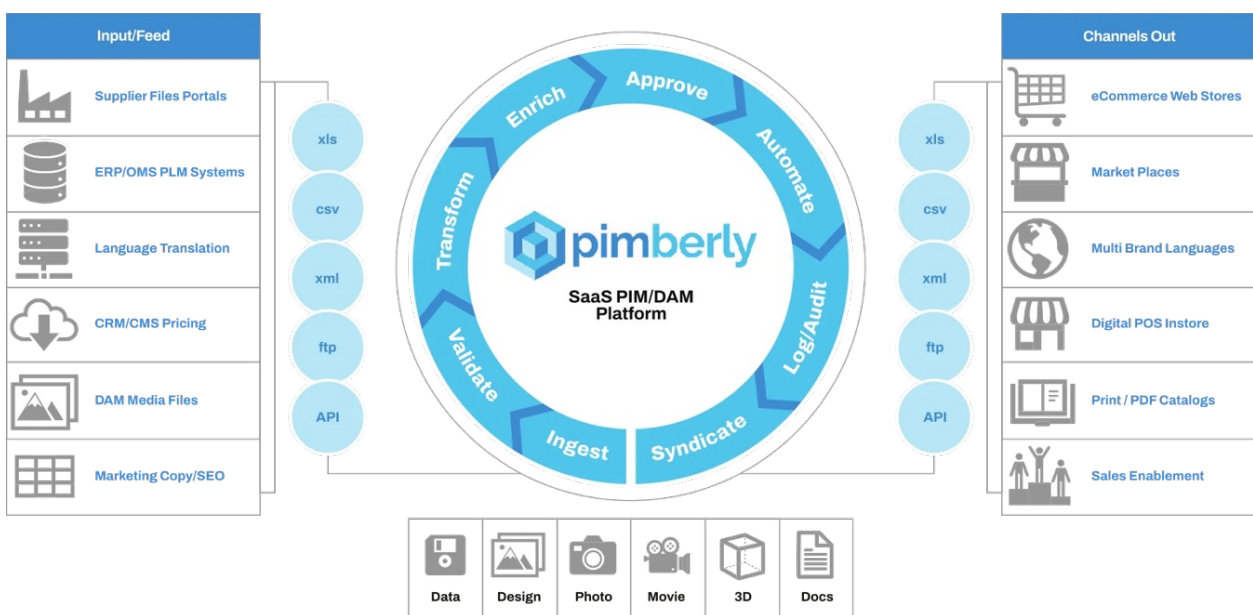 Input/Feed
Supplier Files Portals
ERP/OMS PLM Systems
Language Translation
CRM/CMS Pricing
DAM Media Files
Marketing Copy/SEO
xls
csv
xml
ftp
API
Ingest
Validate
Transform
Enrich
Approve
Automate
Log/Audit
Syndicate
pimberly
SaaS PIM/DAM
Platform
xls
csv
xml
ftp
API
Channels Out
eCommerce Web Stores
Market Places
Multi Brand Languages
Digital POS Instore
Print / PDF Catalogs
Sales Enablement
Data
Design
Photo
Movie
3D
Docs